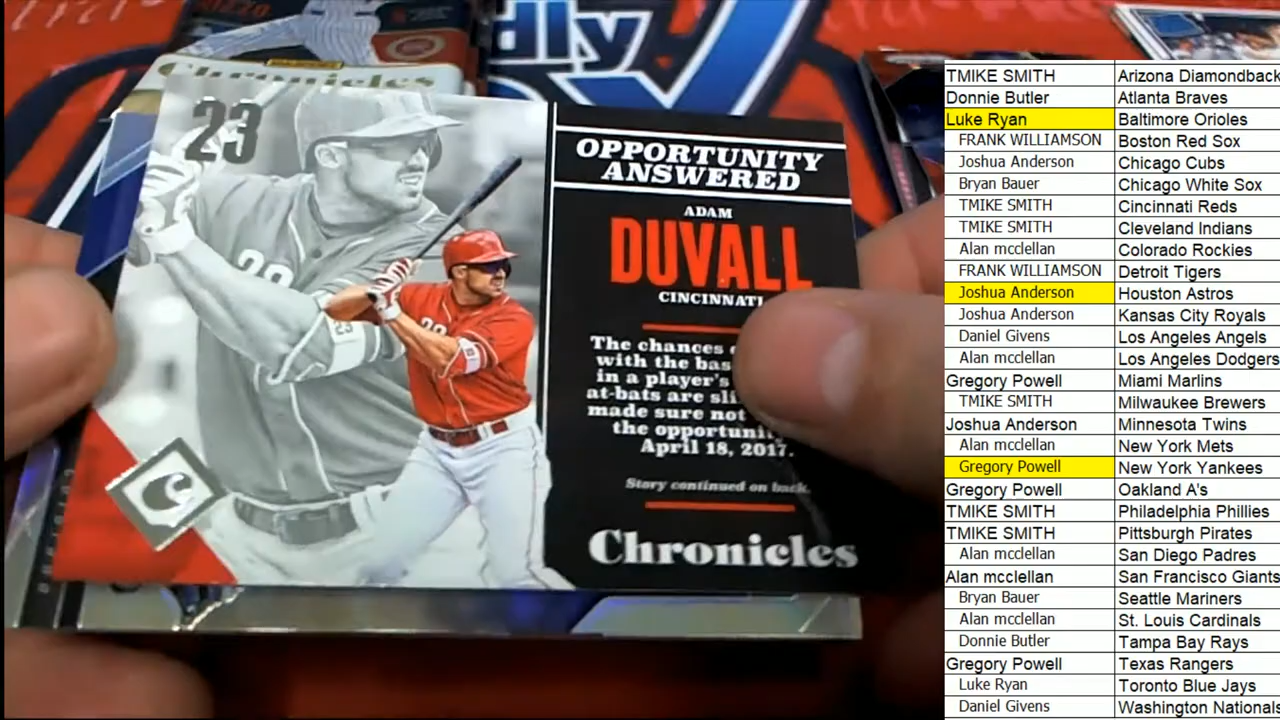 dly
Chronicles
23
OPPORTUNITY
ANSWERED
ADAM
DUVALL
CINCINNATI
The chances
with the bas
in a player's
at-bats are sli
made sure not
the opportuni
April 18, 2017.
Story continued on back.
Chronicles
C
TMIKE SMITH Arizona Diamondback
Donnie Butler Atlanta Braves
Luke Ryan Baltimore Orioles
FRANK WILLIAMSON Boston Red Sox
Joshua Anderson Chicago Cubs
Bryan Bauer Chicago White Sox
TMIKE SMITH Cincinnati Reds
TMIKE SMITH Cleveland Indians
Alan mcclellan Colorado Rockies
FRANK WILLIAMSON Detroit Tigers
Joshua Anderson Houston Astros
Joshua Anderson Kansas City Royals
Daniel Givens Los Angeles Angels
Alan mcclellan Los Angeles Dodgers
Gregory Powell Miami Marlins
TMIKE SMITH Milwaukee Brewers
Joshua Anderson Minnesota Twins
Alan mcclellan New York Mets
Gregory Powell New York Yankees
Gregory Powell Oakland A's
TMIKE SMITH Philadelphia Phillies
TMIKE SMITH Pittsburgh Pirates
Alan mcclellan San Diego Padres
Alan mcclellan San Francisco Giants
Bryan Bauer Seattle Mariners
Alan mcclellan St. Louis Cardinals
Donnie Butler Tampa Bay Rays
Gregory Powell Texas Rangers
Luke Ryan Toronto Blue Jays
Daniel Givens Washington Nationals